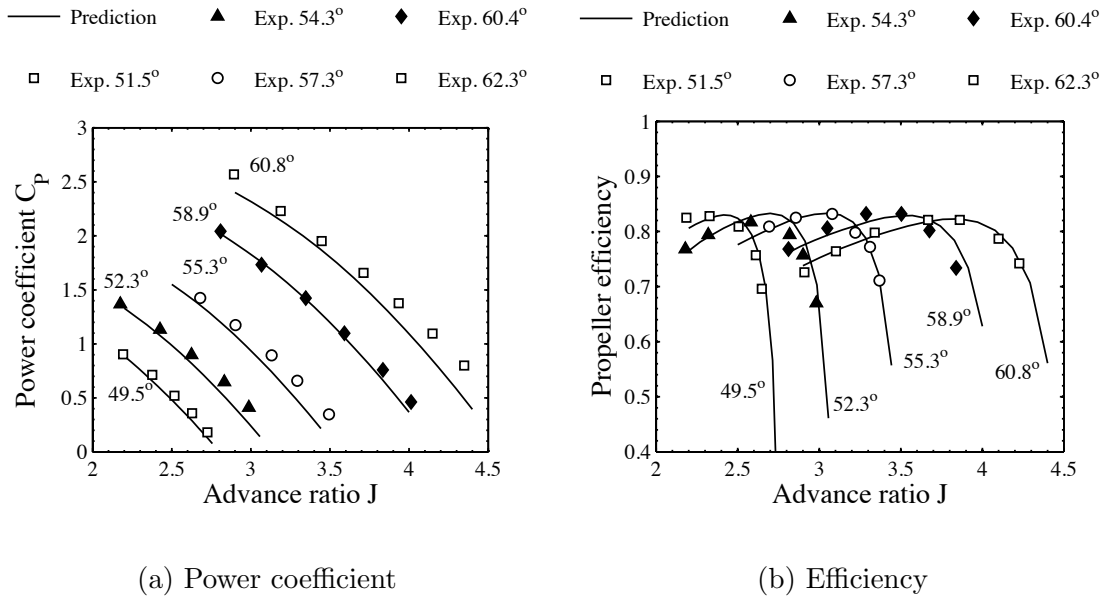 Prediction Exp. 54.3° Exp. 60.4°
Exp. 51.5° Exp. 57.3° Exp. 62.3°
Power coefficient C_P
3
2.5
2
1.5
1
0.5
0
60.8°
58.9°
55.3°
52.3°
49.5°
2 2.5 3 3.5 4 4.5
Advance ratio J
(a) Power coefficient
Prediction Exp. 54.3° Exp. 60.4°
Exp. 51.5° Exp. 57.3° Exp. 62.3°
Propeller efficiency
1
0.9
0.8
0.7
0.6
0.5
0.4
58.9°
55.3°
60.8°
49.5°
52.3°
2 2.5 3 3.5 4 4.5
Advance ratio J
(b) Efficiency